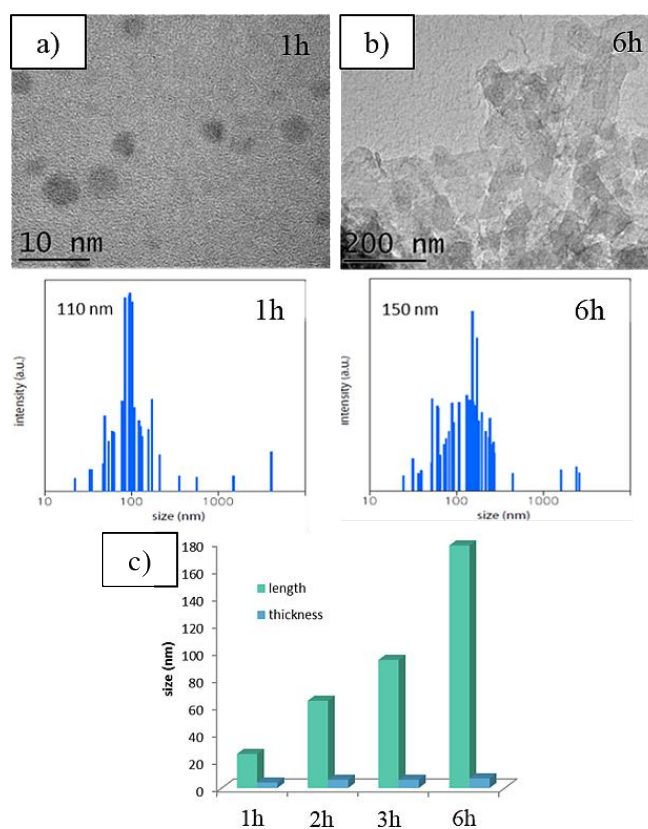 a)
1h
10 nm
b)
6h
200 nm
110 nm
1h
intensity (a.u.)
10
100
1000
size (nm)
150 nm
6h
intensity (a.u.)
10
100
1000
size (nm)
c)
180
160
140
120
100
80
60
40
20
0
size (nm)
length
thickness
1h
2h
3h
6h